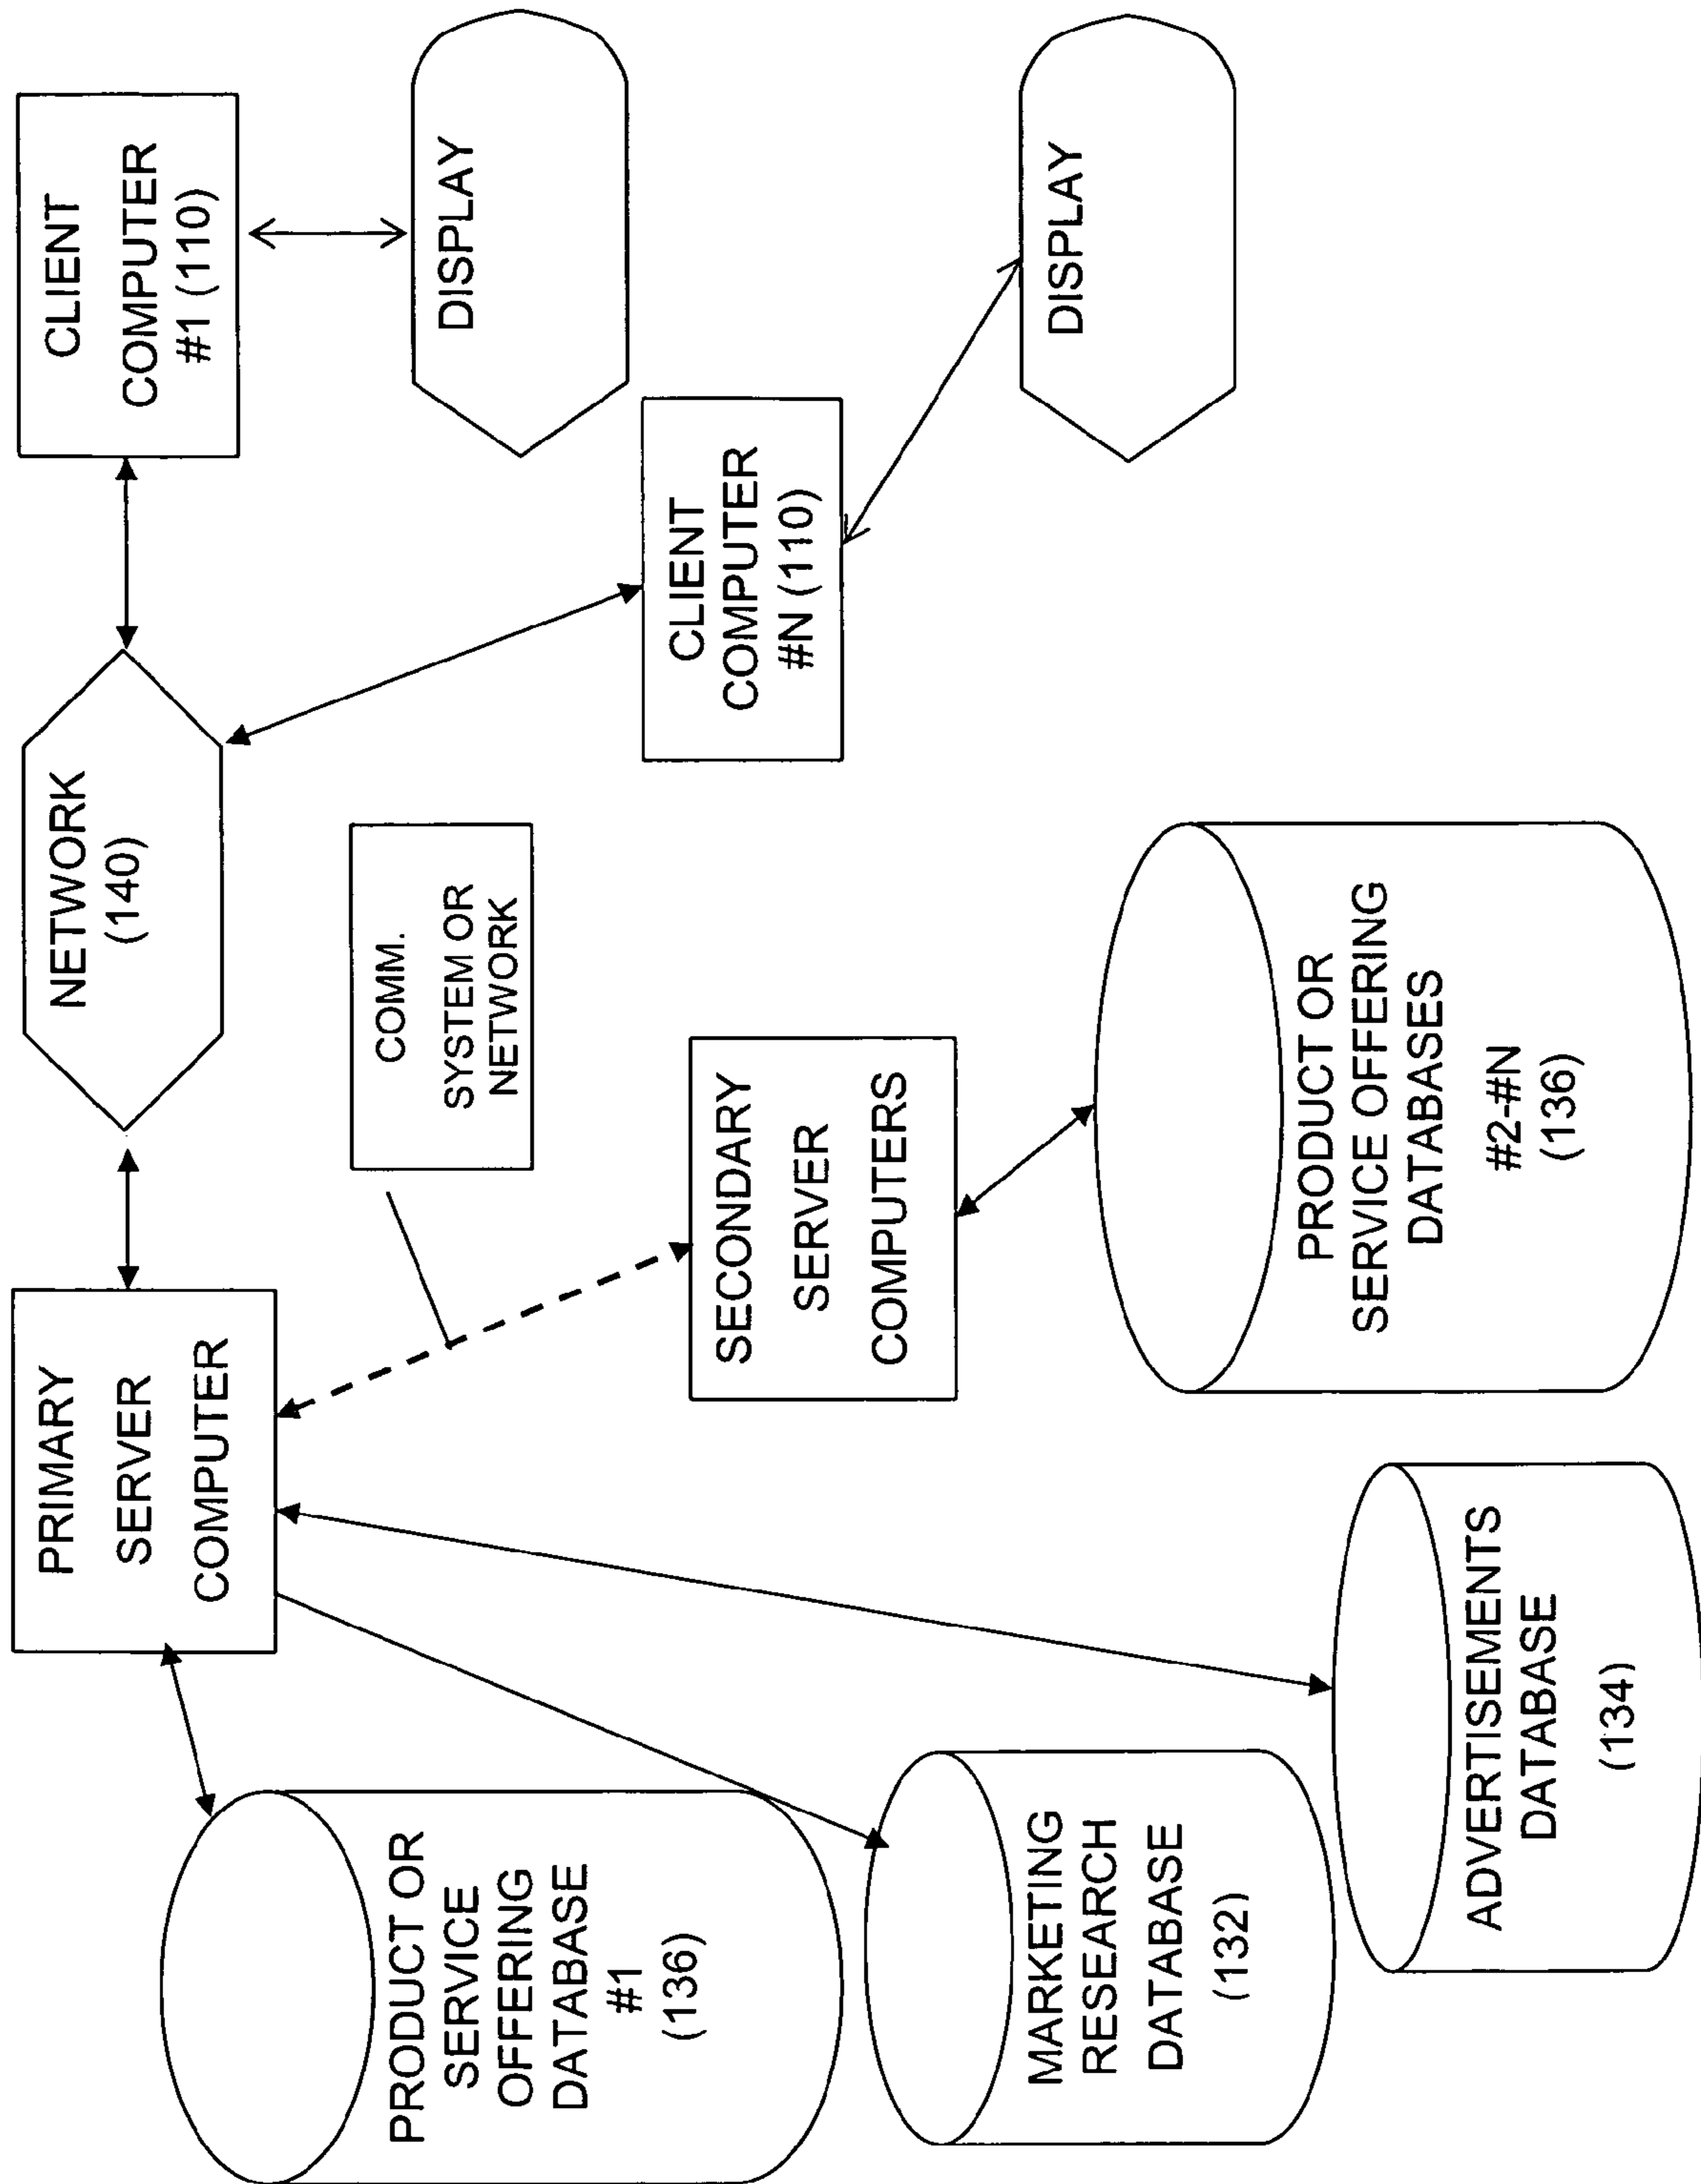 PRIMARY
SERVER
COMPUTER
NETWORK
(140)
CLIENT
COMPUTER
#1 (110)
DISPLAY
COMM.
SYSTEM OR
NETWORK
CLIENT
COMPUTER
#N (110)
DISPLAY
SECONDARY
SERVER
COMPUTERS
PRODUCT OR
SERVICE
OFFERING
DATABASE
#1
(136)
MARKETING
RESEARCH
DATABASE
(132)
ADVERTISEMENTS
DATABASE
(134)
PRODUCT OR
SERVICE OFFERING
DATABASES
#2-#N
(136)